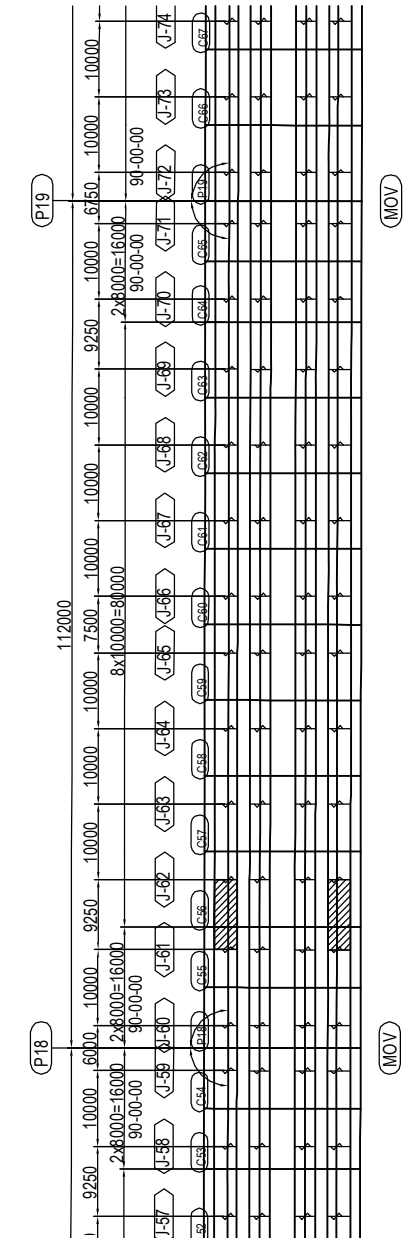 P19
P18
112000
10000
10000
6750
10000
9250
10000
10000
10000
7500
10000
10000
10000
9250
10000
6000
10000
9250
90-00-00
2x8000=16000
90-00-00
8x10000=80000
2x8000=16000
90-00-00
2x8000=16000
90-00-00
J-74
J-73
J-72
J-71
J-70
J-69
J-68
J-67
J-66
J-65
J-64
J-63
J-62
J-61
J-60
J-59
J-58
J-57
C67
C66
P19
C65
C64
C63
C62
C61
C60
C59
C58
C57
C56
C55
P18
C54
C53
52
MOV
MOV